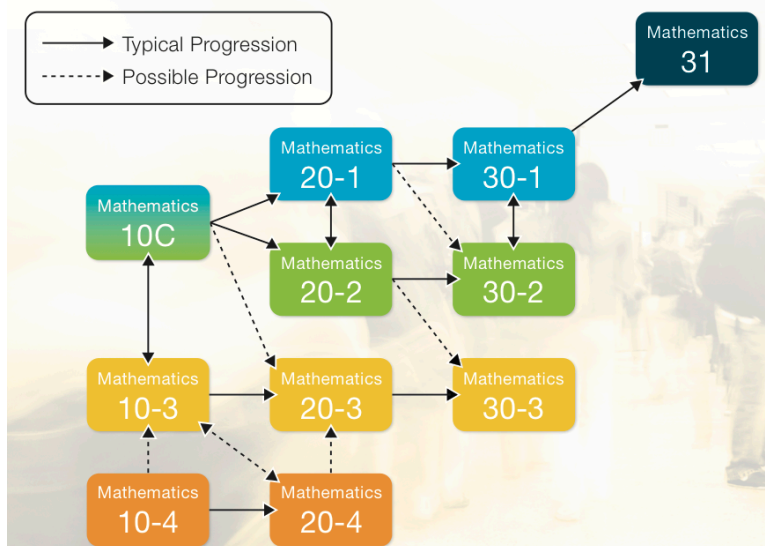 Typical Progression
Possible Progression
Mathematics
31
Mathematics
20-1
Mathematics
30-1
Mathematics
10C
Mathematics
20-2
Mathematics
30-2
Mathematics
10-3
Mathematics
20-3
Mathematics
30-3
Mathematics
10-4
Mathematics
20-4